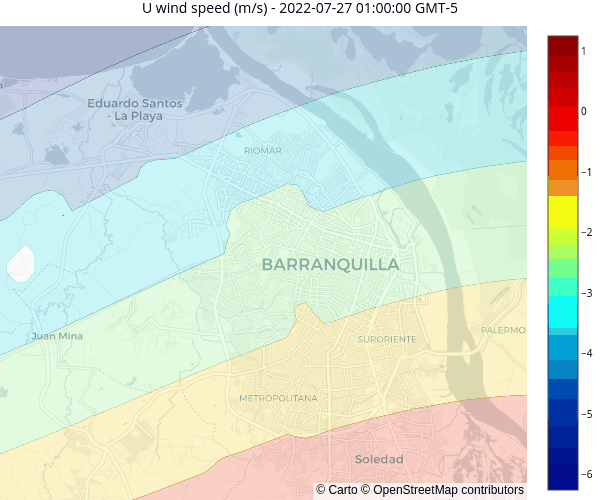 U wind speed (m/s) - 2022-07-27 01:00:00 GMT-5
1
Eduardo Santos
- La Playa
0
RIOMAR
−1
−2
BARRANQUILLA
−3
PALERMO
Juan Mina
SURORIENTE
−4
METROPOLITANA
−5
Soledad
−6
© Carto © OpenStreetMap contributors